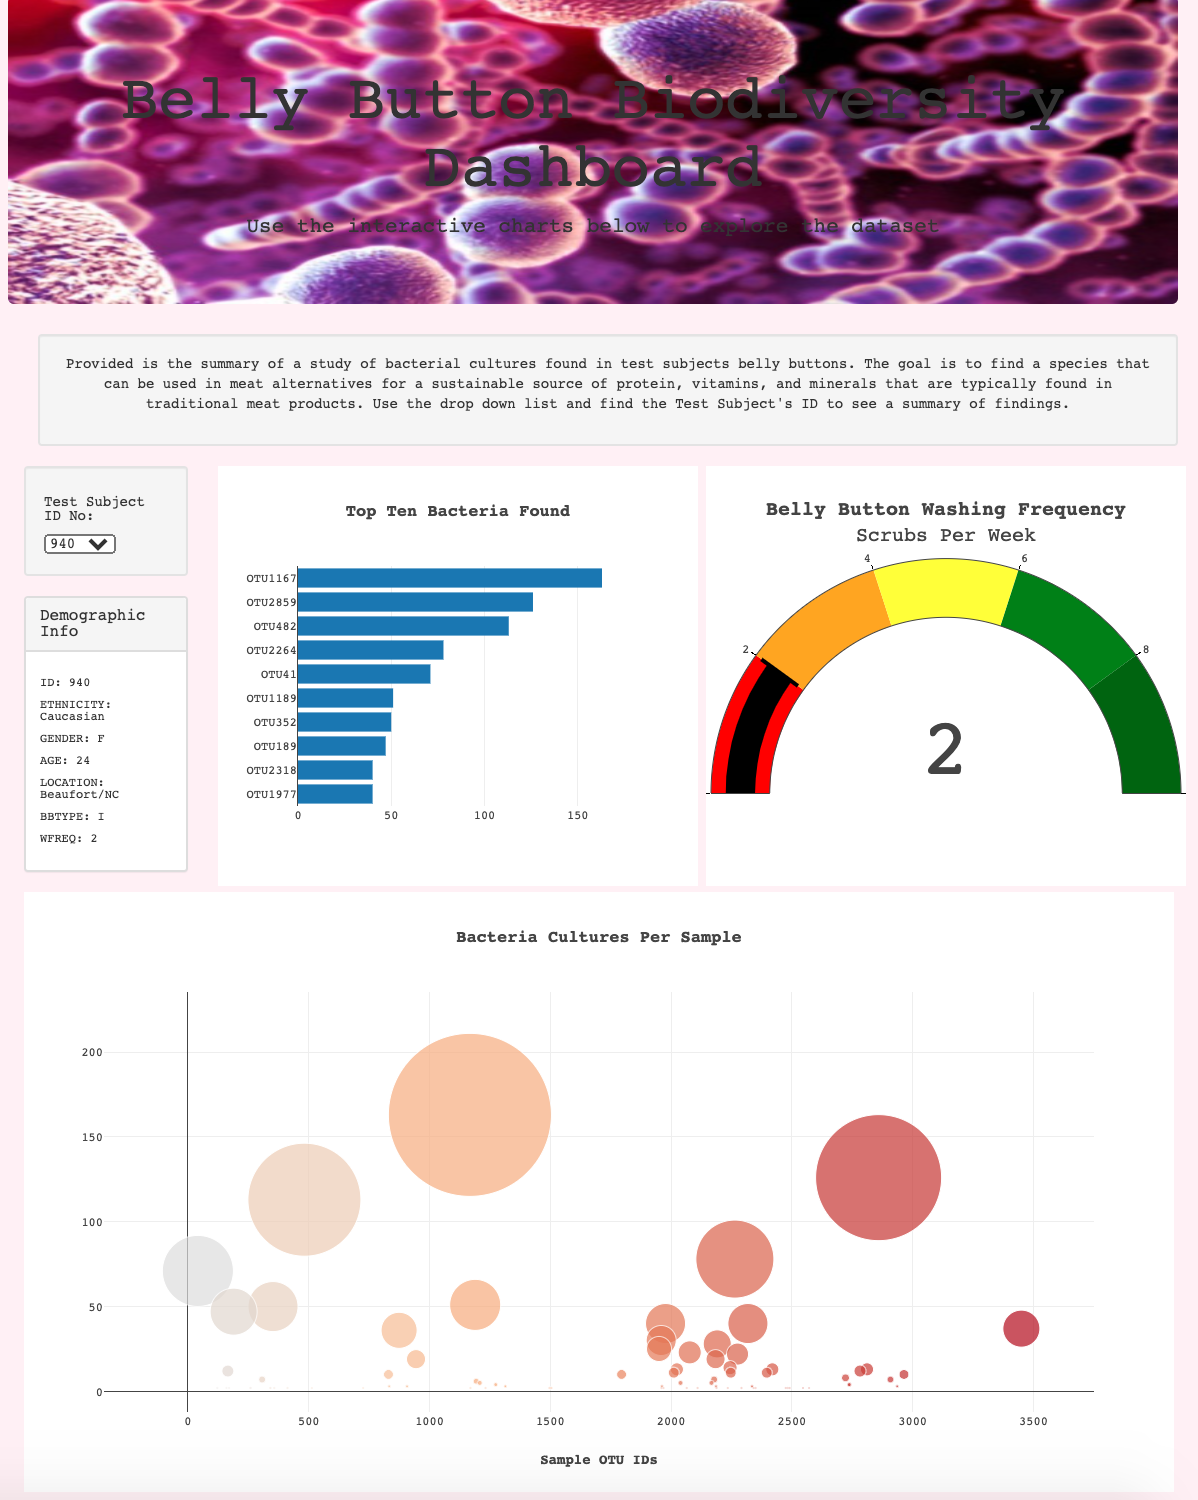 Belly Button Biodiversity
Dashboard
Use the interactive charts below to explore the dataset
Provided is the summary of a study of bacterial cultures found in test subjects belly buttons. The goal is to find a species that
can be used in meat alternatives for a sustainable source of protein, vitamins, and minerals that are typically found in
traditional meat products. Use the drop down list and find the Test Subject's ID to see a summary of findings.
Test Subject
ID No:
940
Demographic
Info
ID: 940
ETHNICITY:
Caucasian
GENDER: F
AGE: 24
LOCATION:
Beaufort/NC
BBTYPE: I
WFREQ: 2
Top Ten Bacteria Found
OTU1167
OTU2859
OTU482
OTU2264
OTU41
OTU1189
OTU352
OTU189
OTU2318
OTU1977
0 50 100 150
Belly Button Washing Frequency
Scrubs Per Week
4 6
2 8
2
Bacteria Cultures Per Sample
200
150
100
50
0
0 500 1000 1500 2000 2500 3000 3500
Sample OTU IDs